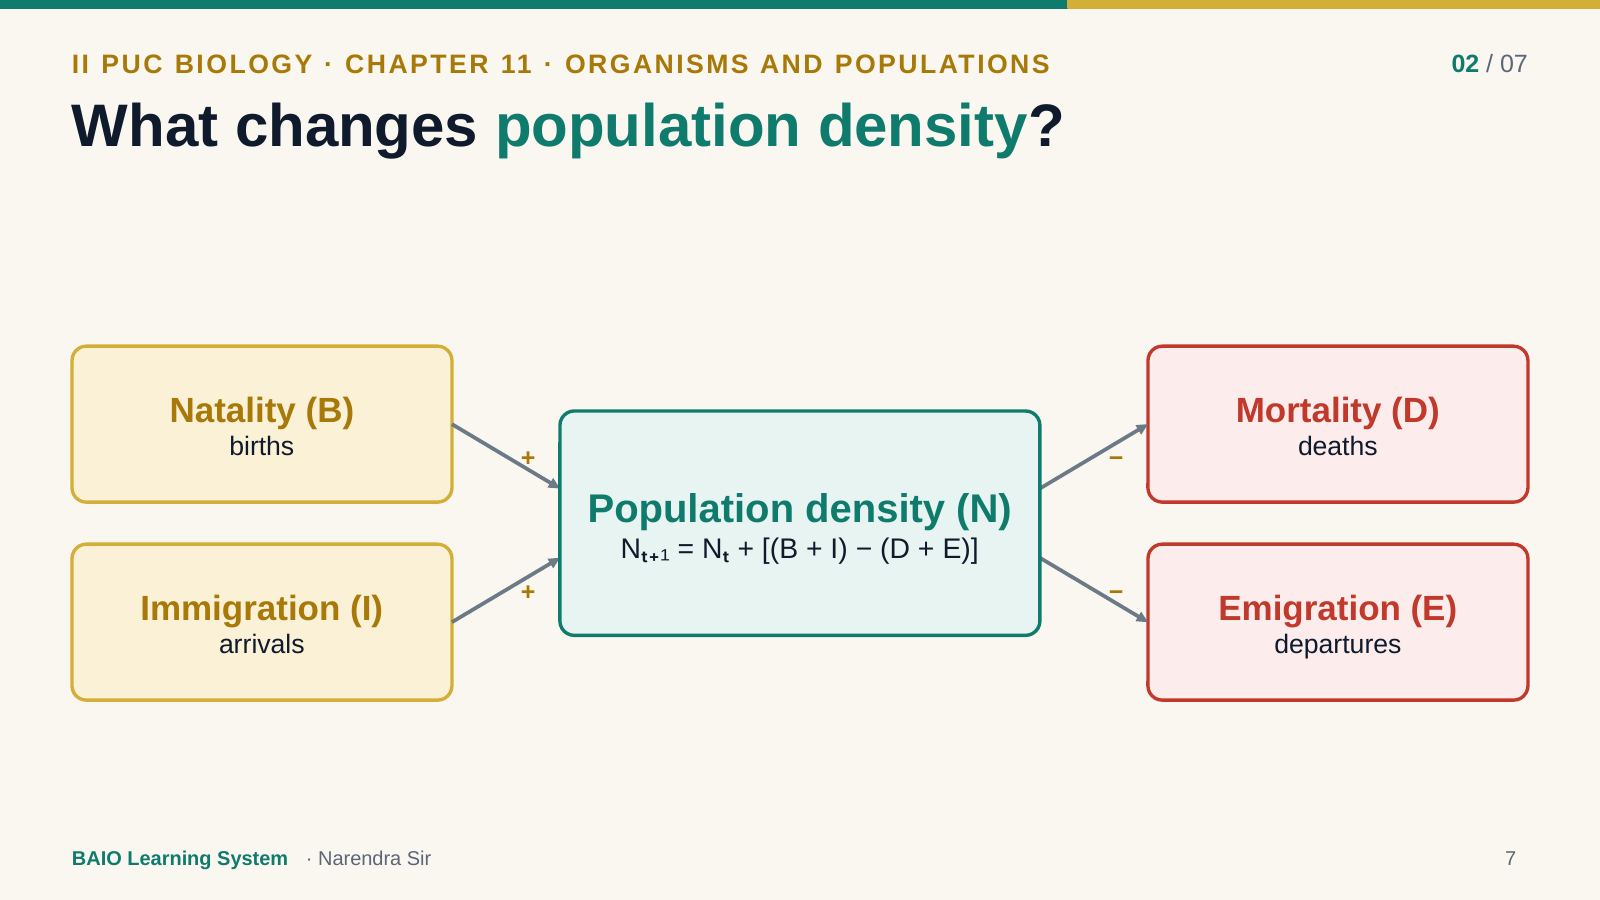 II PUC BIOLOGY · CHAPTER 11 · ORGANISMS AND POPULATIONS
02 / 07
What changes population density?
Natality (B)
births
+
Immigration (I)
arrivals
+
Population density (N)
Nₜ₊₁ = Nₜ + [(B + I) − (D + E)]
−
Mortality (D)
deaths
−
Emigration (E)
departures
BAIO Learning System · Narendra Sir
7